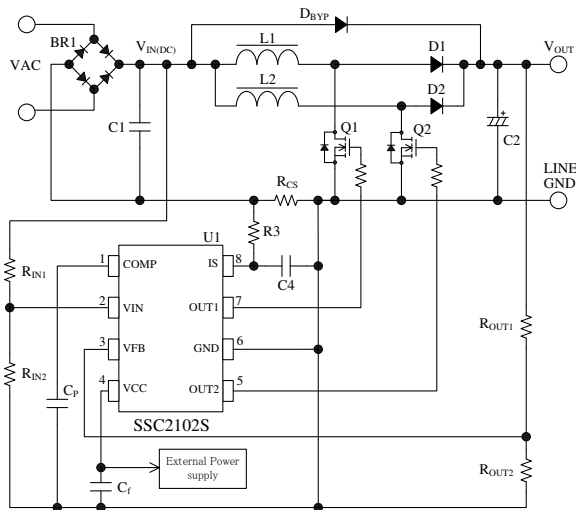 D_BYP
BR1
V_IN(DC)
L1
D1
V_OUT
VAC
L2
D2
C1
Q1
Q2
C2
R_CS
LINE
GND
U1
R3
R_IN1
1
COMP
IS
8
C4
2
VIN
OUT1
7
R_OUT1
3
VFB
GND
6
R_IN2
4
VCC
OUT2
5
C_P
SSC2102S
External Power
supply
R_OUT2
C_f